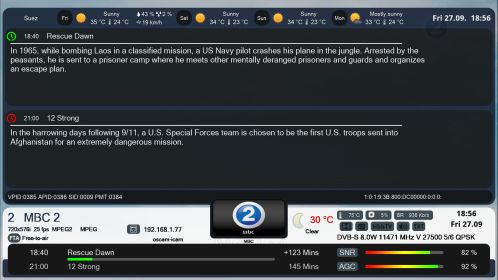 Suez Fri Sunny 35 °C 24 °C 43 % 2 % 19 km/h Sat Sunny 34 °C 23 °C Sun Sunny 34 °C 23 °C Mon Mostly sunny 33 °C 24 °C Fri 27.09. 18:56
18:40 Rescue Dawn
In 1965, while bombing Laos in a classified mission, a US Navy pilot crashes his plane in the jungle. Arrested by the
peasants, he is sent to a prisoner camp where he meets other mentally deranged prisoners and guards and organizes
an escape plan.
21:00 12 Strong
In the harrowing days following 9/11, a U.S. Special Forces team is chosen to be the first U.S. troops sent into
Afghanistan for an extremely dangerous mission.
VPID:0385 APID:0386 SID:0009 PMT:0384 1:0:1:9:3B:800:DC00000:0:0:0:
2 MBC 2
720x576i 25 fps MPEG2 MPEG
FTA Free-to-air
192.168.1.77
oscam-icam
2
mbc
MBC
30 °C
Clear
75°C 5% BR 936 Kb/s
18:56
Fri 27.09
DVB-S 8.0W 11471 MHz V 27500 5/6 QPSK
18:40 Rescue Dawn +123 Mins SNR 82 %
21:00 12 Strong 145 Mins AGC 92 %